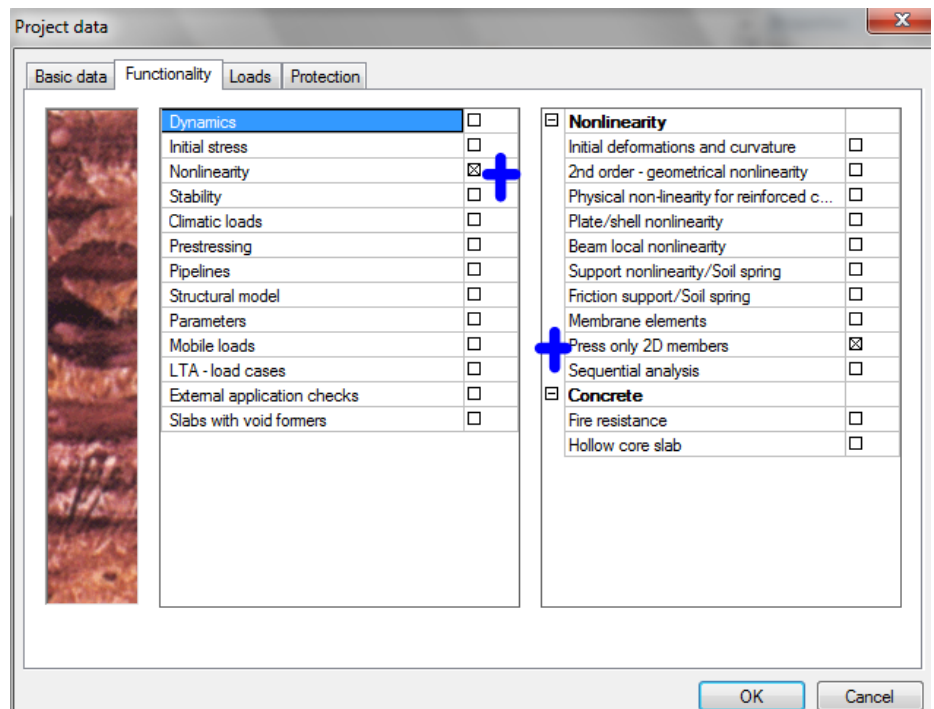 Project data
Basic data Functionality Loads Protection
Dynamics
Initial stress
Nonlinearity
Stability
Climatic loads
Prestressing
Pipelines
Structural model
Parameters
Mobile loads
LTA - load cases
External application checks
Slabs with void formers
Nonlinearity
Initial deformations and curvature
2nd order - geometrical nonlinearity
Physical non-linearity for reinforced c...
Plate/shell nonlinearity
Beam local nonlinearity
Support nonlinearity/Soil spring
Friction support/Soil spring
Membrane elements
Press only 2D members
Sequential analysis
Concrete
Fire resistance
Hollow core slab
OK Cancel